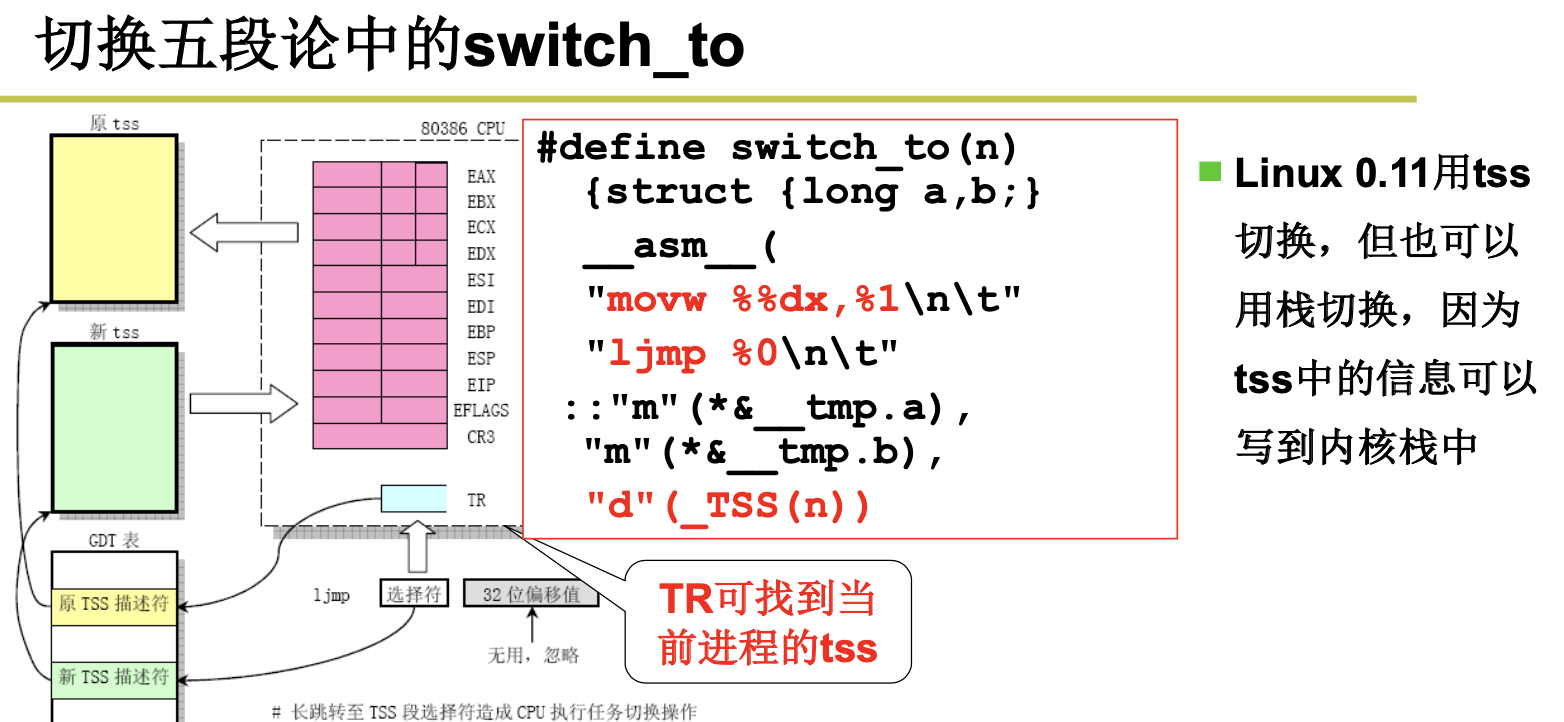 切换五段论中的switch_to
原 tss
新 tss
GDT 表
原 TSS 描述符
新 TSS 描述符
80386 CPU
EAX
EBX
ECX
EDX
ESI
EDI
EBP
ESP
EIP
EFLAGS
CR3
TR
ljmp
选择符
32 位偏移值
无用，忽略
# 长跳转至 TSS 段选择符造成 CPU 执行任务切换操作
#define switch_to(n)
{struct {long a,b;}
__asm__(
"movw %%dx,%1\n\t"
"ljmp %0\n\t"
::"m"(*&__tmp.a),
"m"(*&__tmp.b),
"d"(_TSS(n))
TR可找到当
前进程的tss
Linux 0.11用tss
切换，但也可以
用栈切换，因为
tss中的信息可以
写到内核栈中